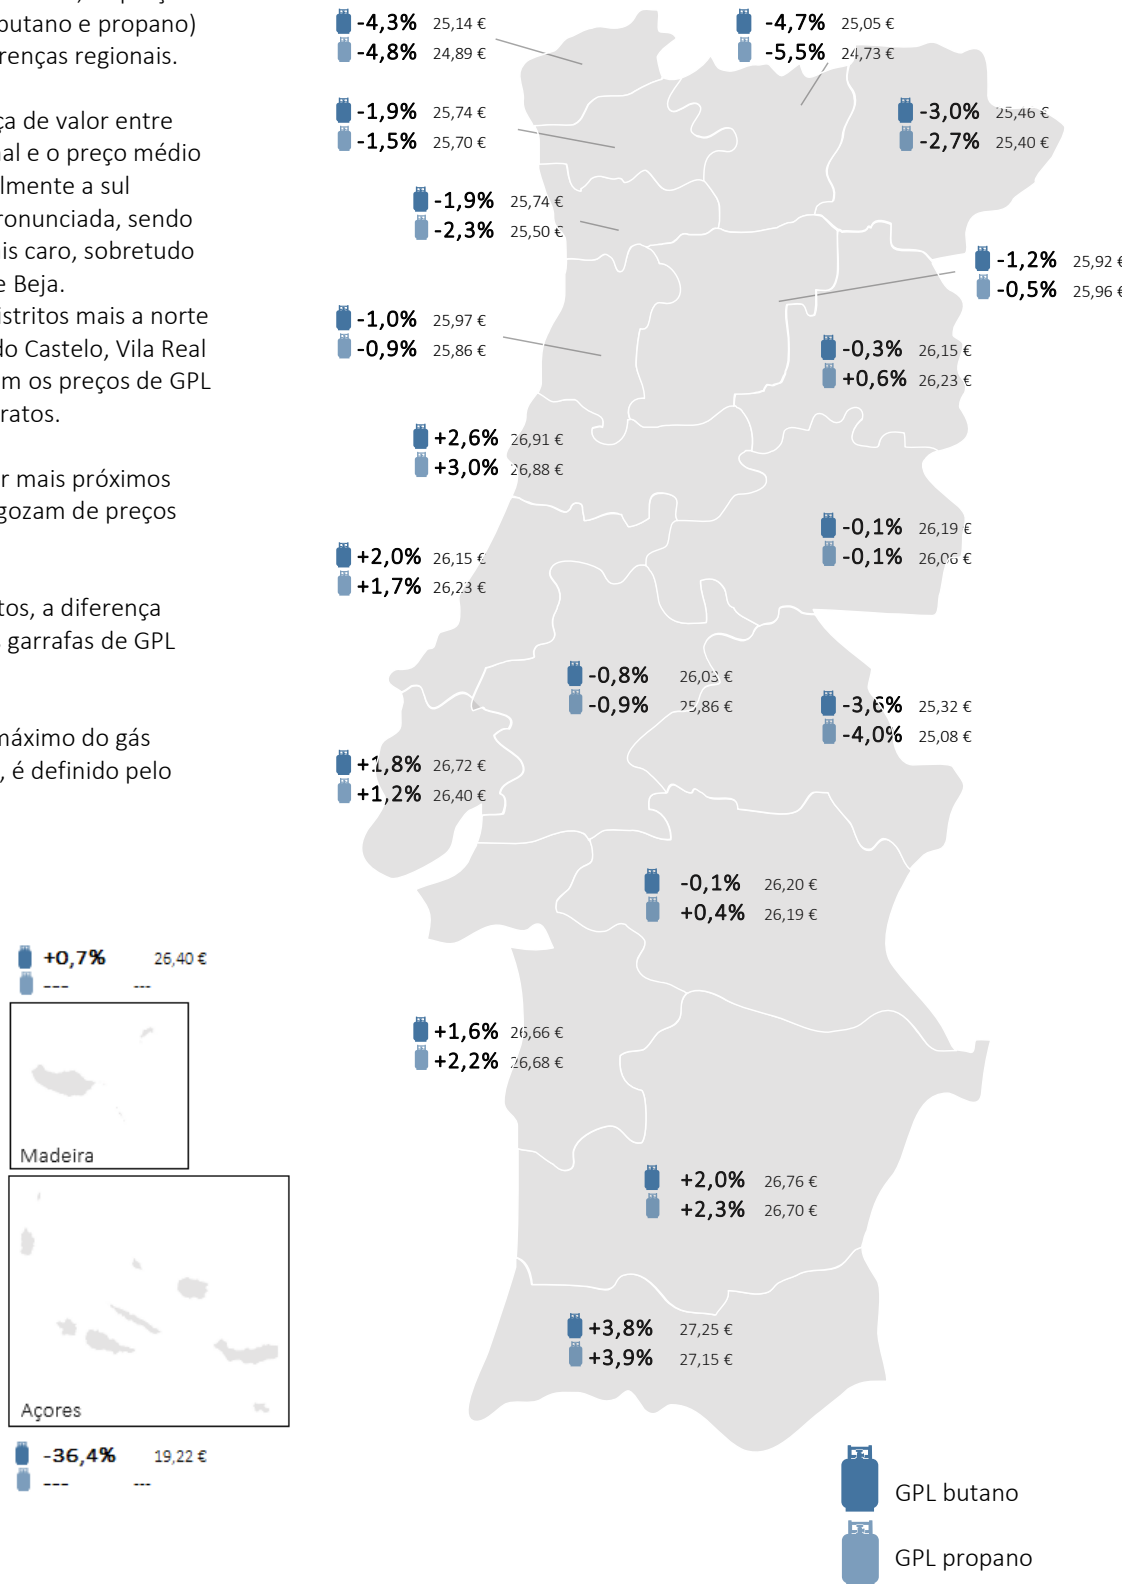 butano e propano)
renças regionais.
ça de valor entre
nal e o preço médio
lmente a sul
ronunciada, sendo
is caro, sobretudo
e Beja.
istritos mais a norte
do Castelo, Vila Real
m os preços de GPL
ratos.
r mais próximos
gozam de preços
tos, a diferença
s garrafas de GPL
máximo do gás
, é definido pelo
-4,3% 25,14 €
-4,8% 24,89 €
-4,7% 25,05 €
-5,5% 24,73 €
-1,9% 25,74 €
-1,5% 25,70 €
-3,0% 25,46 €
-2,7% 25,40 €
-1,9% 25,74 €
-2,3% 25,50 €
-1,2% 25,92 €
-0,5% 25,96 €
-1,0% 25,97 €
-0,9% 25,86 €
-0,3% 26,15 €
+0,6% 26,23 €
+2,6% 26,91 €
+3,0% 26,88 €
-0,1% 26,19 €
-0,1% 26,06 €
+2,0% 26,15 €
+1,7% 26,23 €
-0,8% 26,03 €
-0,9% 25,86 €
-3,6% 25,32 €
-4,0% 25,08 €
+1,8% 26,72 €
+1,2% 26,40 €
-0,1% 26,20 €
+0,4% 26,19 €
+0,7% 26,40 €
--- ---
Madeira
+1,6% 26,66 €
+2,2% 26,68 €
+2,0% 26,76 €
+2,3% 26,70 €
+3,8% 27,25 €
+3,9% 27,15 €
Açores
-36,4% 19,22 €
--- ---
GPL butano
GPL propano